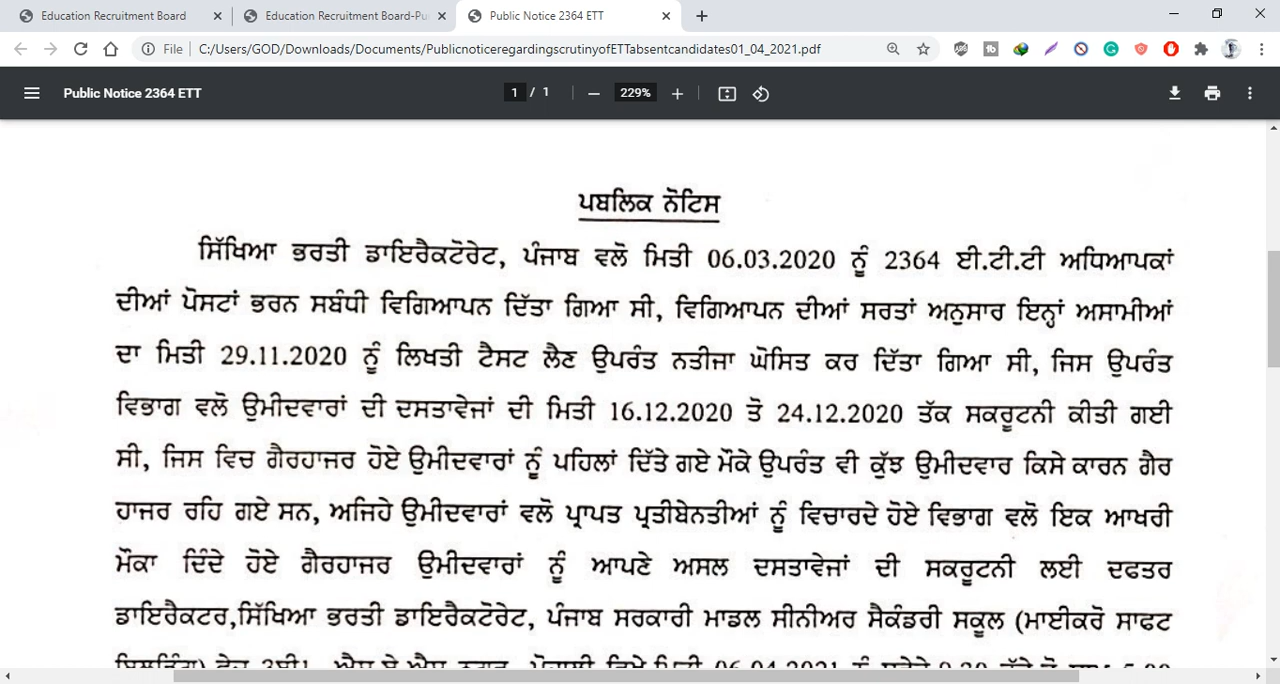 Education Recruitment Board
Education Recruitment Board-Pu
Public Notice 2364 ETT
File
C:/Users/GOD/Downloads/Documents/PublicnoticeregardingscrutinyofETTabsentcandidates01_04_2021.pdf
Public Notice 2364 ETT
1 / 1
229%
ਪਬਲਿਕ ਨੋਟਿਸ
ਸਿੱਖਿਆ ਭਰਤੀ ਡਾਇਰੈਕਟੋਰੇਟ, ਪੰਜਾਬ ਵਲੋ ਮਿਤੀ 06.03.2020 ਨੂੰ 2364 ਈ.ਟੀ.ਟੀ ਅਧਿਆਪਕਾਂ
ਦੀਆਂ ਪੋਸਟਾਂ ਭਰਨ ਸਬੰਧੀ ਵਿਗਿਆਪਨ ਦਿੱਤਾ ਗਿਆ ਸੀ, ਵਿਗਿਆਪਨ ਦੀਆਂ ਸਰਤਾਂ ਅਨੁਸਾਰ ਇਨ੍ਹਾਂ ਅਸਾਮੀਆਂ
ਦਾ ਮਿਤੀ 29.11.2020 ਨੂੰ ਲਿਖਤੀ ਟੈਸਟ ਲੈਣ ਉਪਰੰਤ ਨਤੀਜਾ ਘੋਸਿਤ ਕਰ ਦਿੱਤਾ ਗਿਆ ਸੀ, ਜਿਸ ਉਪਰੰਤ
ਵਿਭਾਗ ਵਲੋ ਉਮੀਦਵਾਰਾਂ ਦੀ ਦਸਤਾਵੇਜਾਂ ਦੀ ਮਿਤੀ 16.12.2020 ਤੋ 24.12.2020 ਤੱਕ ਸਕਰੂਟਨੀ ਕੀਤੀ ਗਈ
ਸੀ, ਜਿਸ ਵਿਚ ਗੈਰਹਾਜਰ ਹੋਏ ਉਮੀਦਵਾਰਾਂ ਨੂੰ ਪਹਿਲਾਂ ਦਿੱਤੇ ਗਏ ਮੌਕੇ ਉਪਰੰਤ ਵੀ ਕੁੱਝ ਉਮੀਦਵਾਰ ਕਿਸੇ ਕਾਰਨ ਗੈਰ
ਹਾਜਰ ਰਹਿ ਗਏ ਸਨ, ਅਜਿਹੇ ਉਮੀਦਵਾਰਾਂ ਵਲੋ ਪ੍ਰਾਪਤ ਪ੍ਰਤੀਬੇਨਤੀਆਂ ਨੂੰ ਵਿਚਾਰਦੇ ਹੋਏ ਵਿਭਾਗ ਵਲੋ ਇਕ ਆਖਰੀ
ਮੌਕਾ ਦਿੰਦੇ ਹੋਏ ਗੈਰਹਾਜਰ ਉਮੀਦਵਾਰਾਂ ਨੂੰ ਆਪਣੇ ਅਸਲ ਦਸਤਾਵੇਜਾਂ ਦੀ ਸਕਰੂਟਨੀ ਲਈ ਦਫਤਰ
ਡਾਇਰੈਕਟਰ,ਸਿੱਖਿਆ ਭਰਤੀ ਡਾਇਰੈਕਟੋਰੇਟ, ਪੰਜਾਬ ਸਰਕਾਰੀ ਮਾਡਲ ਸੀਨੀਅਰ ਸੈਕੰਡਰੀ ਸਕੂਲ (ਮਾਈਕਰੋ ਸਾਫਟ